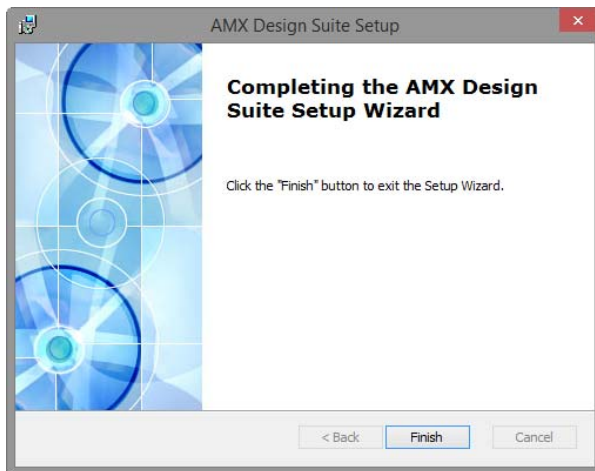 AMX Design Suite Setup
Completing the AMX Design
Suite Setup Wizard
Click the "Finish" button to exit the Setup Wizard.
< Back Finish Cancel